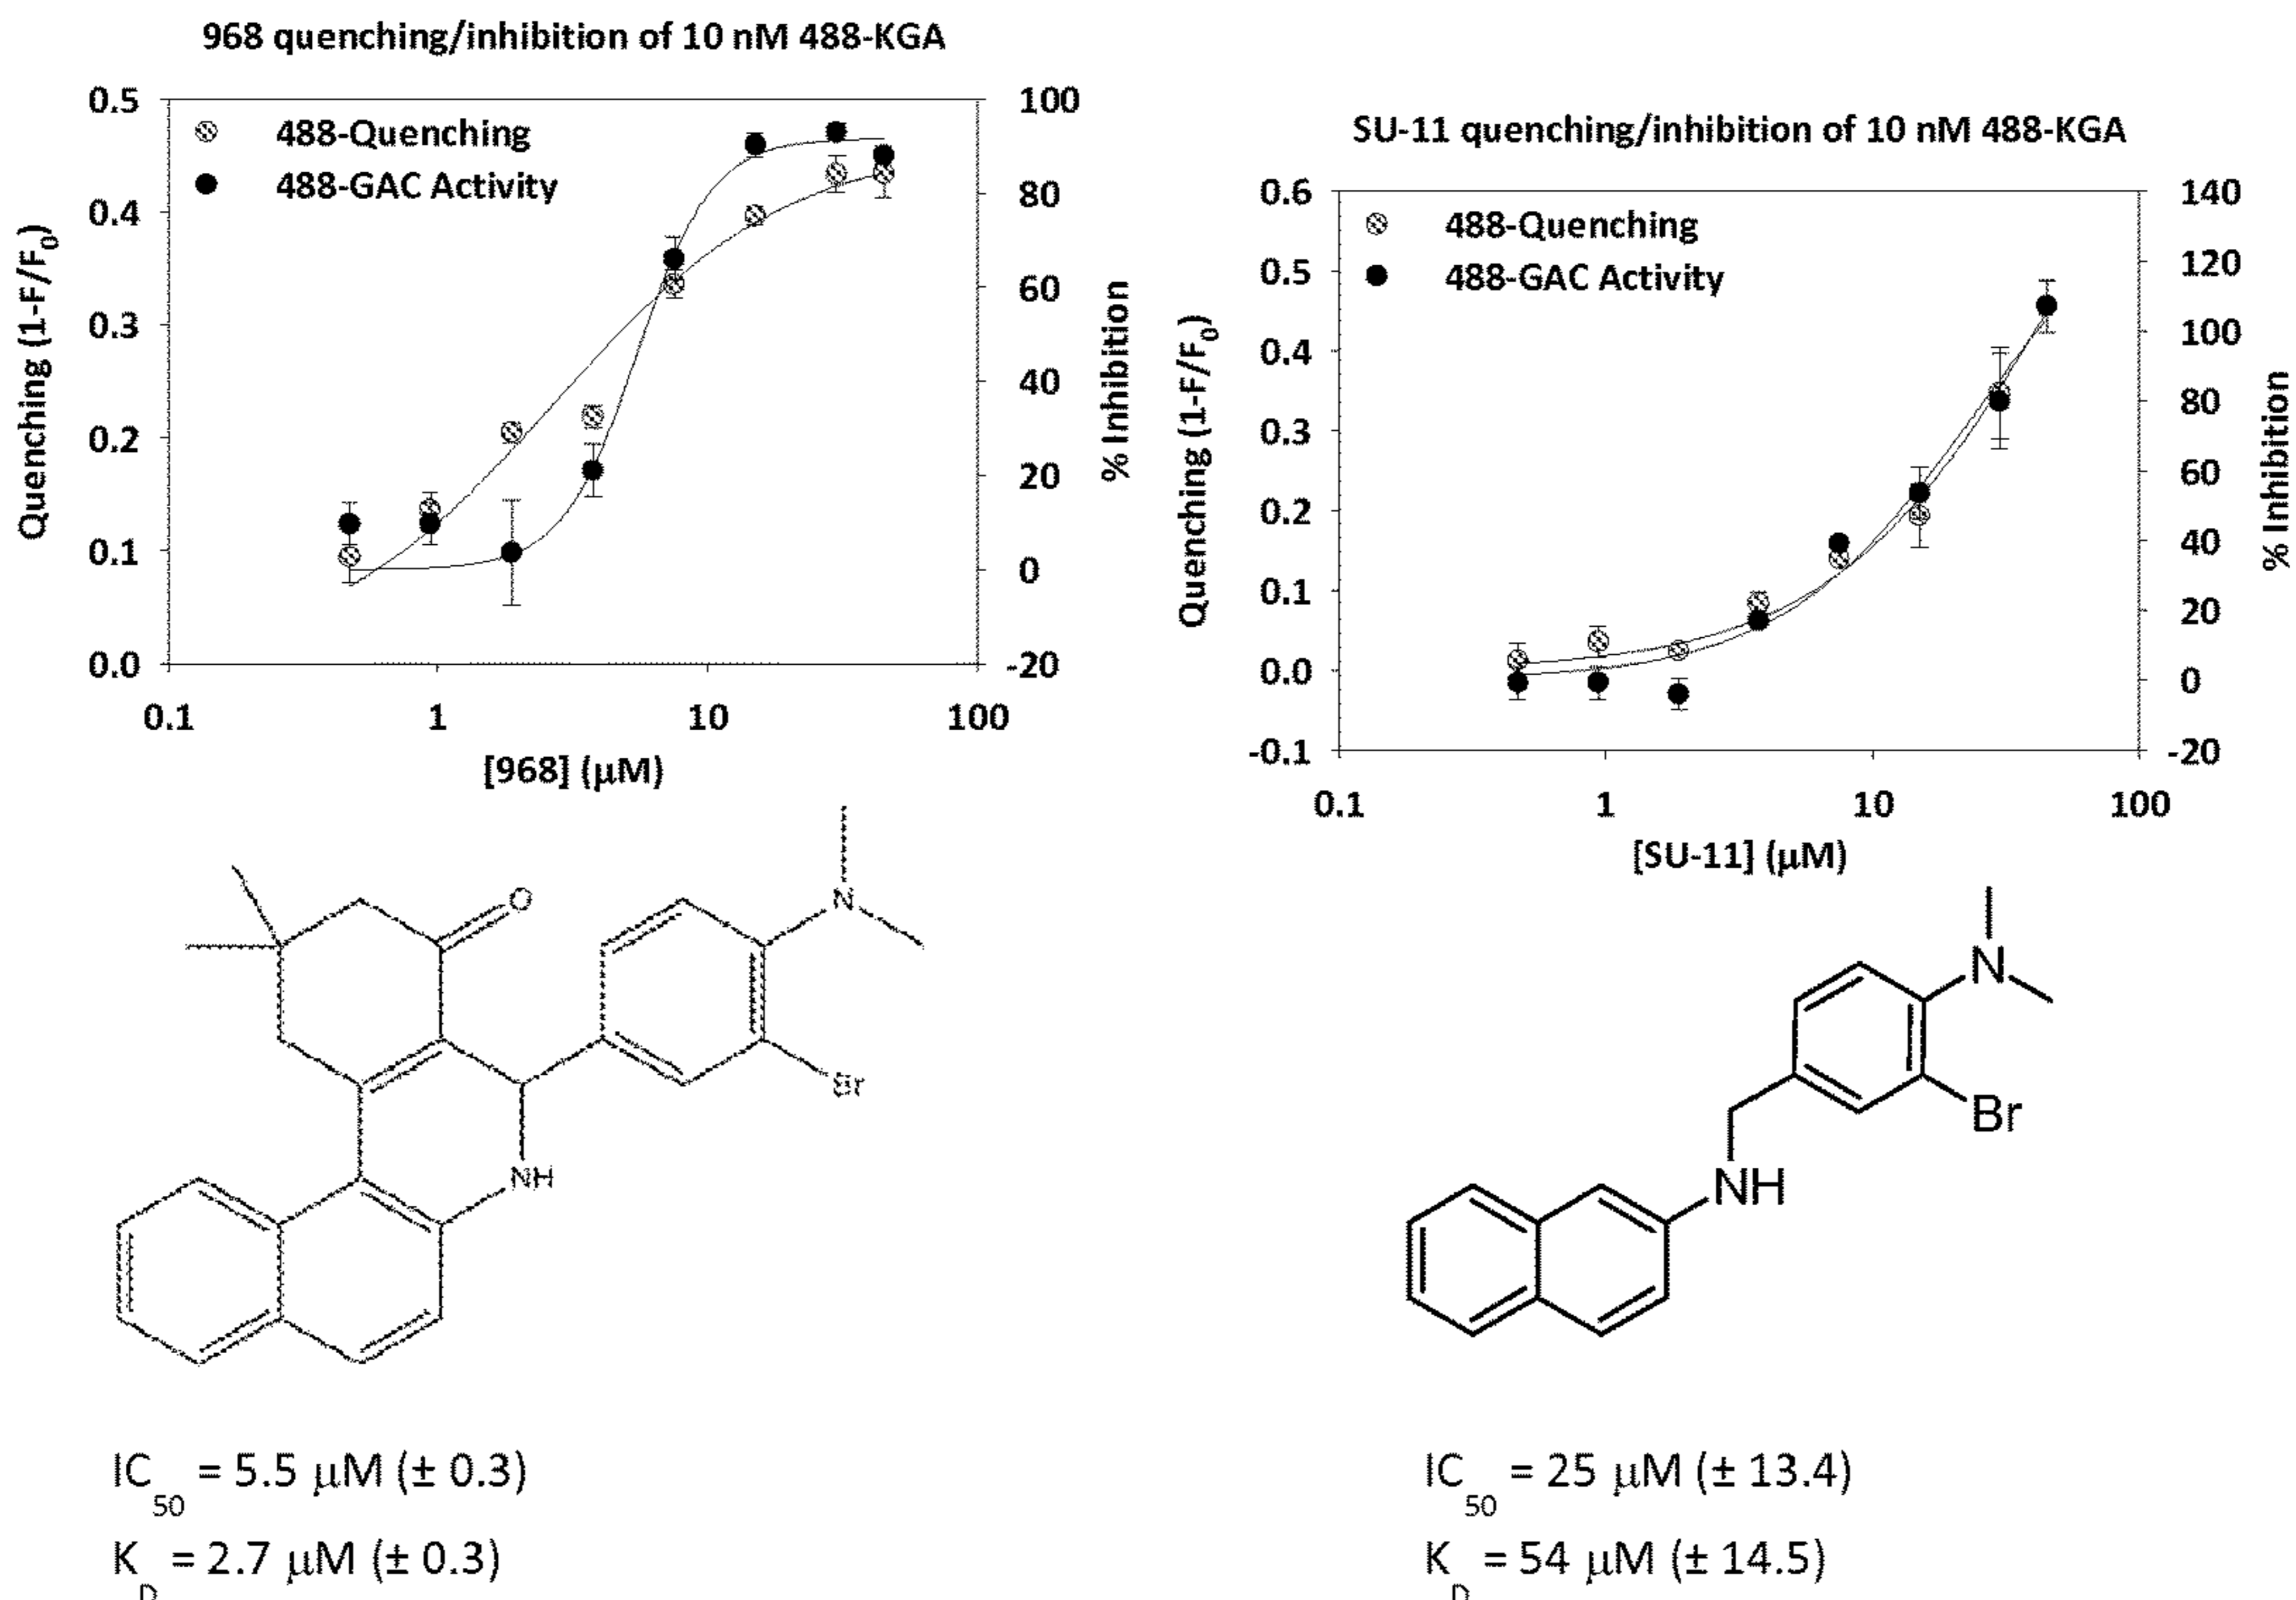 968 quenching/inhibition of 10 nM 488-KGA
0.5
0.4
0.3
0.2
0.1
0.0
Quenching (1-F/F0)
488-Quenching
488-GAC Activity
100
80
60
40
20
0
-20
% Inhibition
0.1 1 10 100
[968] (µM)
SU-11 quenching/inhibition of 10 nM 488-KGA
0.6
0.5
0.4
0.3
0.2
0.1
0.0
-0.1
Quenching (1-F/F0)
488-Quenching
488-GAC Activity
140
120
100
80
60
40
20
0
-20
% Inhibition
0.1 1 10 100
[SU-11] (µM)
O
N
Br
NH
N
Br
NH
IC50 = 5.5 µM (± 0.3)
KD = 2.7 µM (± 0.3)
IC50 = 25 µM (± 13.4)
KD = 54 µM (± 14.5)